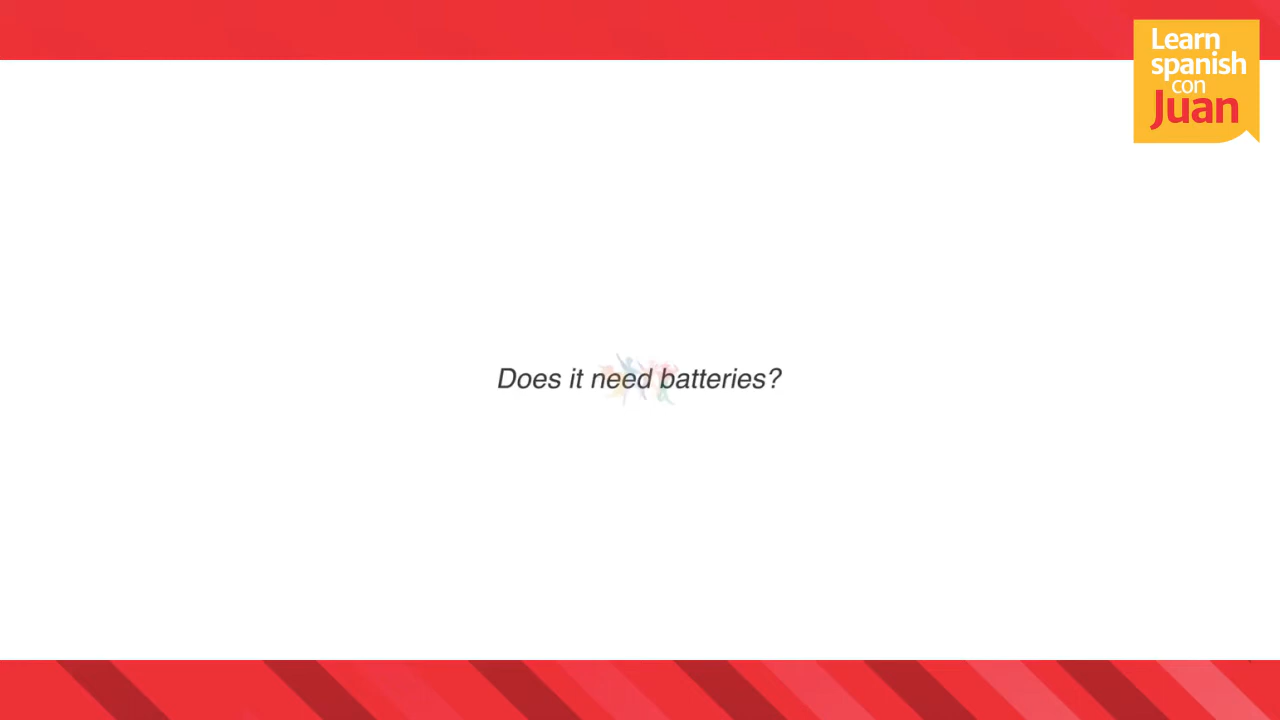 Learn
spanish
con
Juan
Does it need batteries?